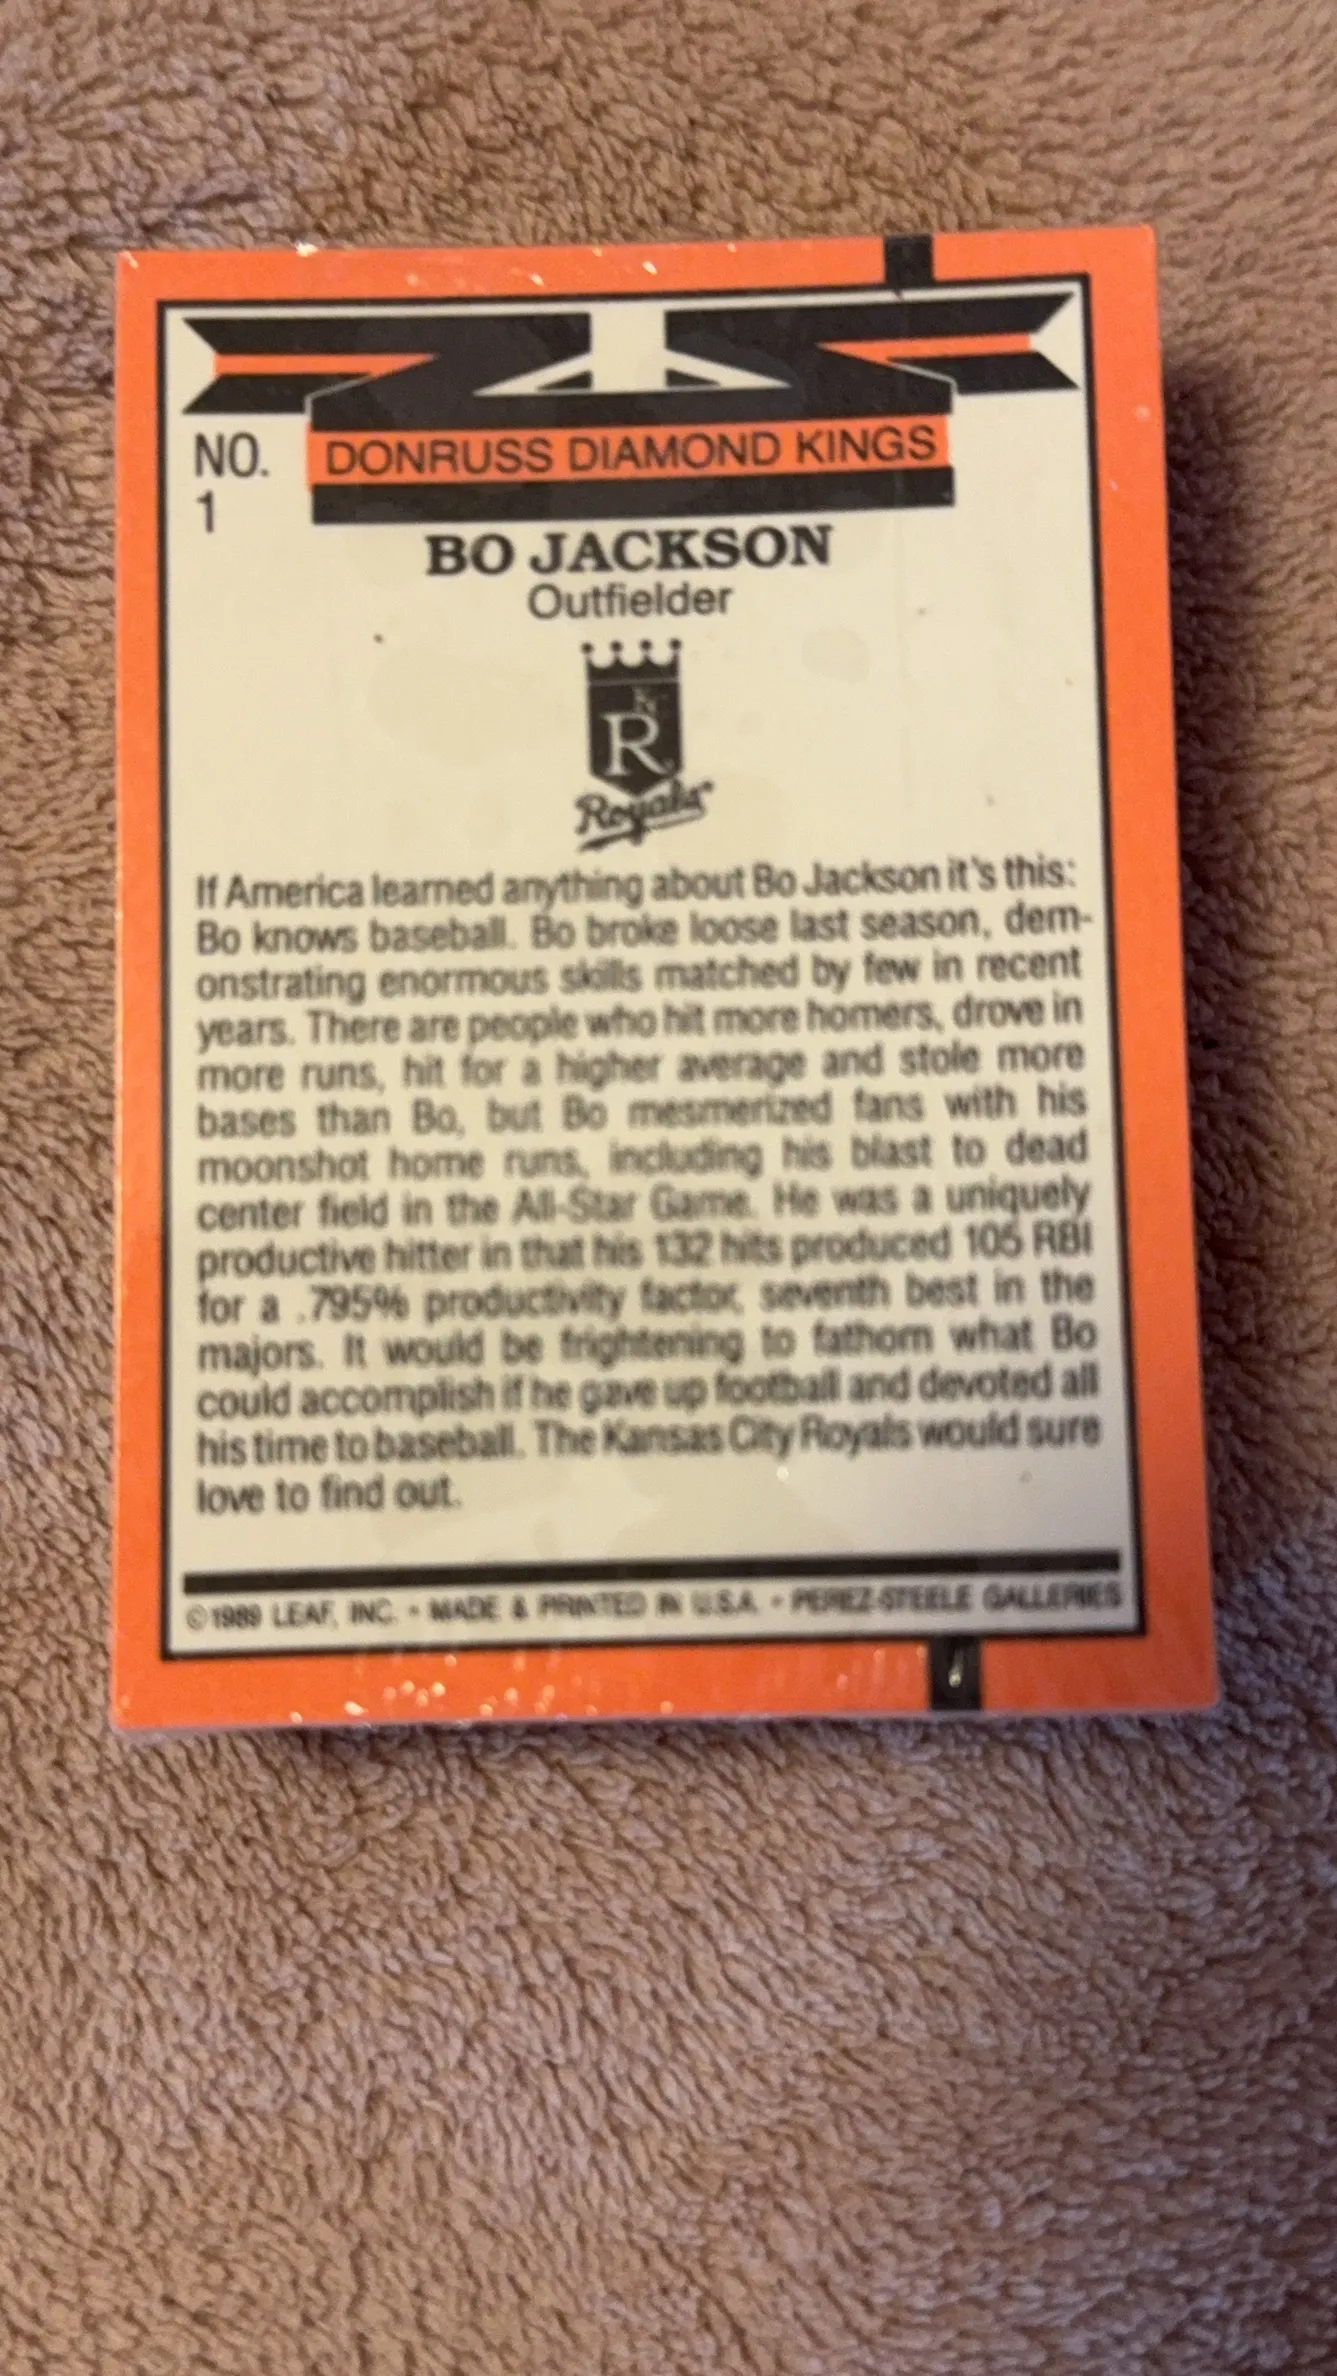 NO.
1
DONRUSS DIAMOND KINGS
BO JACKSON
Outfielder
KC
R
Royals
If America learned anything about Bo Jackson it's this:
Bo knows baseball. Bo broke loose last season, dem-
onstrating enormous skills matched by few in recent
years. There are people who hit more homers, drove in
more runs, hit for a higher average and stole more
bases than Bo, but Bo mesmerized fans with his
moonshot home runs, including his blast to dead
center field in the All-Star Game. He was a uniquely
productive hitter in that his 132 hits produced 105 RBI
for a .795% productivity factor, seventh best in the
majors. It would be frightening to fathom what Bo
could accomplish if he gave up football and devoted all
his time to baseball. The Kansas City Royals would sure
love to find out.
©1989 LEAF, INC. • MADE & PRINTED IN U.S.A. • PEREZ-STEELE GALLERIES